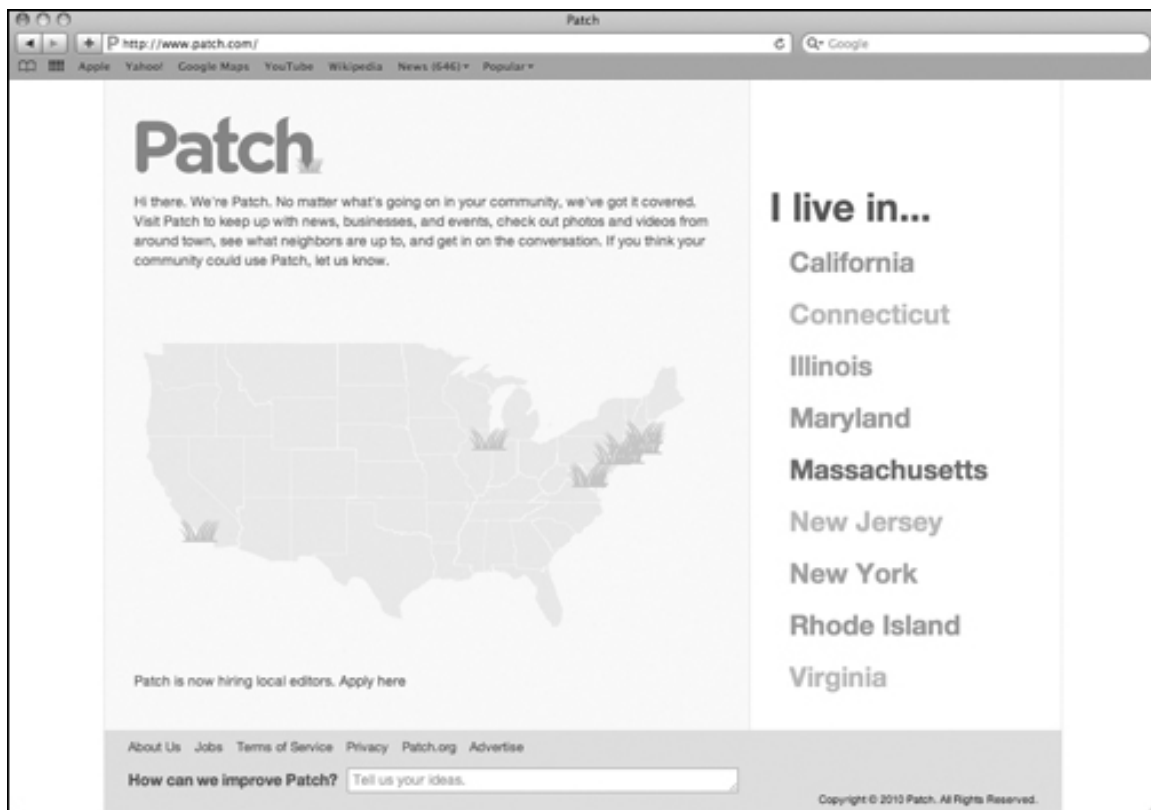 Patch
http://www.patch.com/
Google
Apple Yahoo! Google Maps YouTube Wikipedia News (646) Popular
Patch
Hi there. We're Patch. No matter what's going on in your community, we've got it covered.
Visit Patch to keep up with news, businesses, and events, check out photos and videos from
around town, see what neighbors are up to, and get in on the conversation. If you think your
community could use Patch, let us know.
Patch is now hiring local editors. Apply here
I live in...
California
Connecticut
Illinois
Maryland
Massachusetts
New Jersey
New York
Rhode Island
Virginia
About Us Jobs Terms of Service Privacy Patch.org Advertise
How can we improve Patch? Tell us your ideas.
Copyright © 2010 Patch. All Rights Reserved.